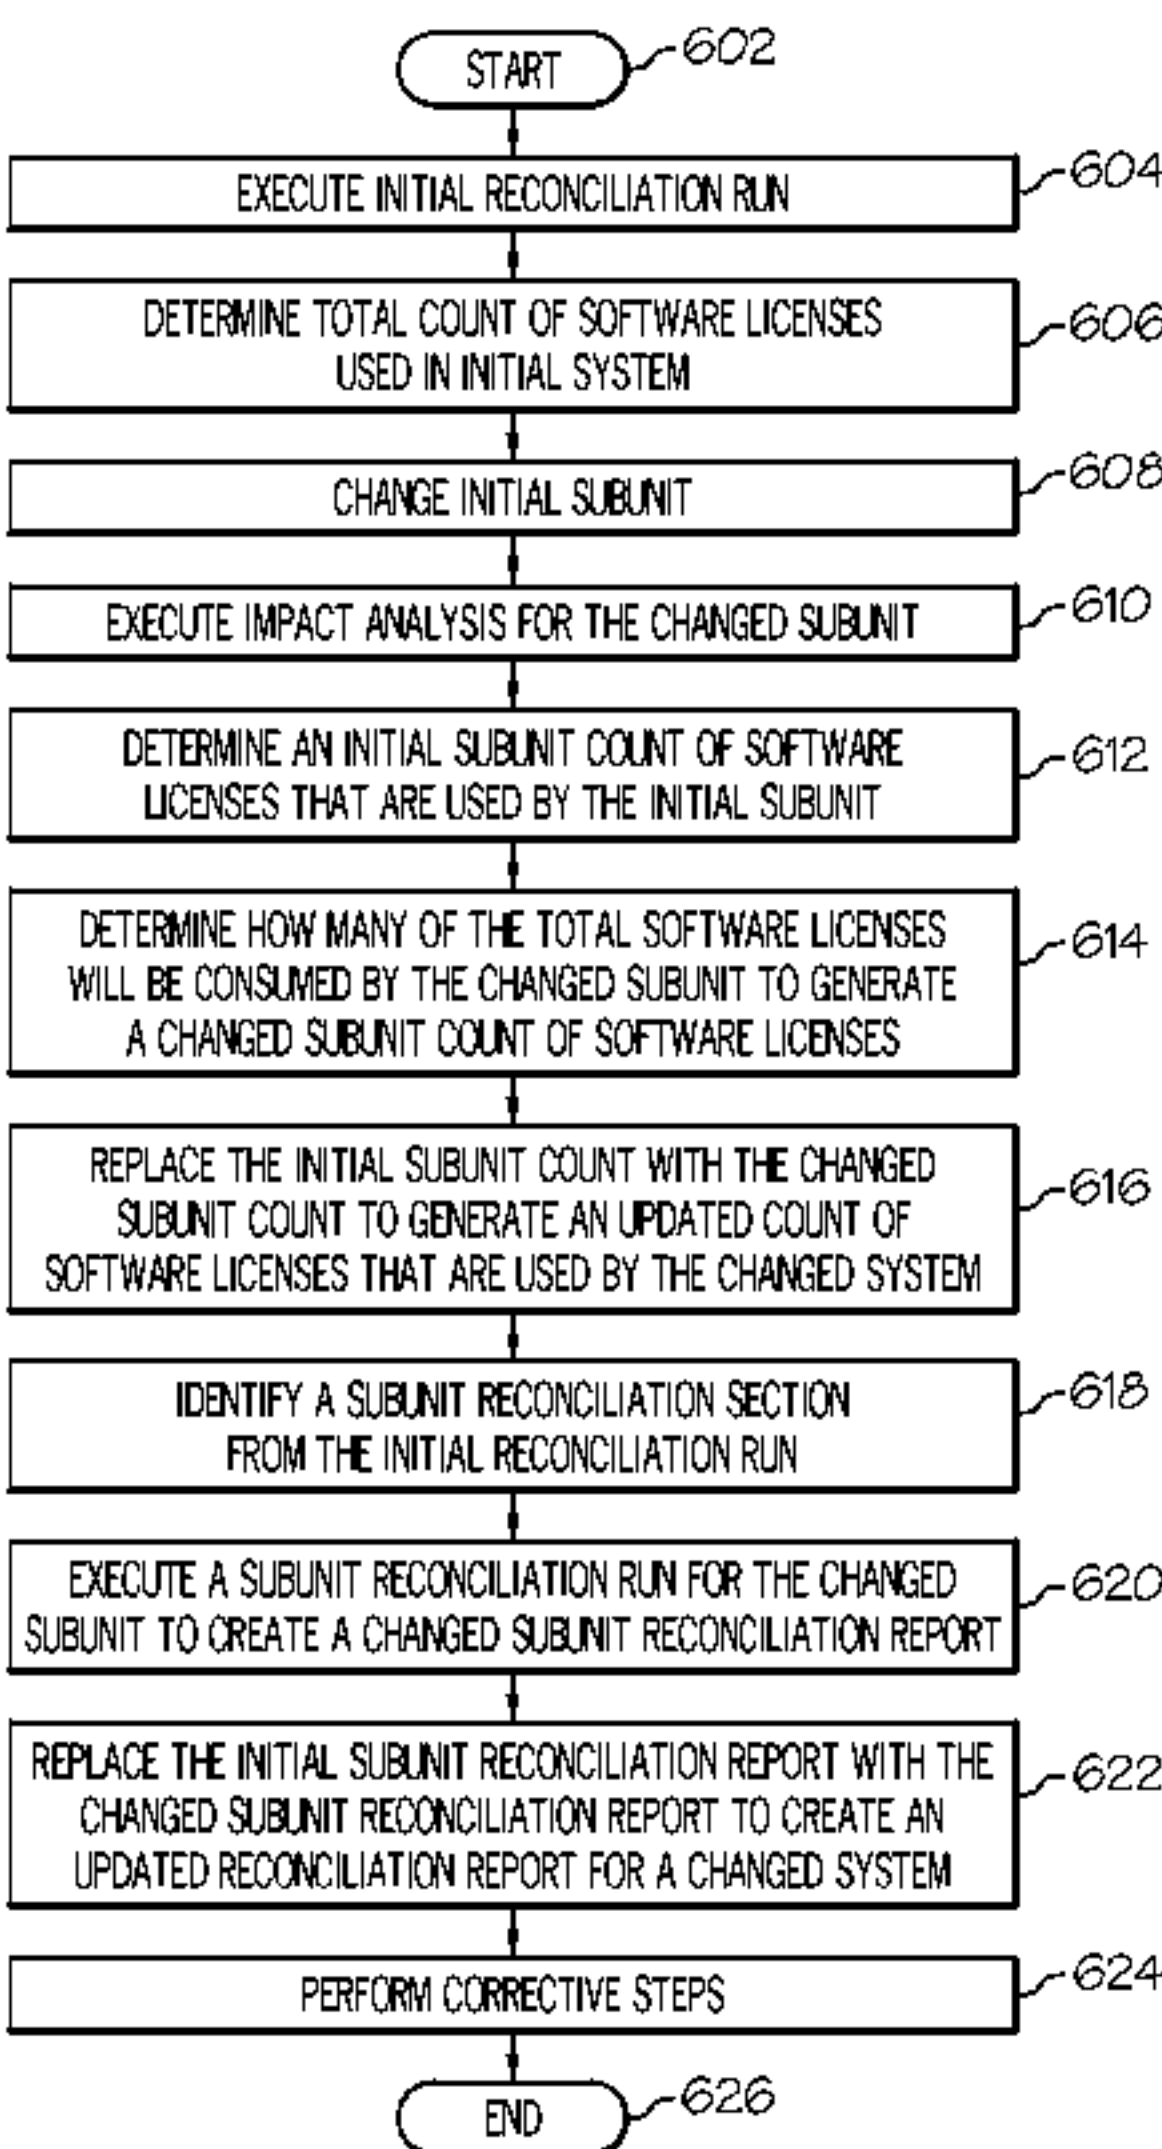 START 602
EXECUTE INITIAL RECONCILIATION RUN 604
DETERMINE TOTAL COUNT OF SOFTWARE LICENSES
USED IN INITIAL SYSTEM 606
CHANGE INITIAL SUBUNIT 608
EXECUTE IMPACT ANALYSIS FOR THE CHANGED SUBUNIT 610
DETERMINE AN INITIAL SUBUNIT COUNT OF SOFTWARE
LICENSES THAT ARE USED BY THE INITIAL SUBUNIT 612
DETERMINE HOW MANY OF THE TOTAL SOFTWARE LICENSES
WILL BE CONSUMED BY THE CHANGED SUBUNIT TO GENERATE
A CHANGED SUBUNIT COUNT OF SOFTWARE LICENSES 614
REPLACE THE INITIAL SUBUNIT COUNT WITH THE CHANGED
SUBUNIT COUNT TO GENERATE AN UPDATED COUNT OF
SOFTWARE LICENSES THAT ARE USED BY THE CHANGED SYSTEM 616
IDENTIFY A SUBUNIT RECONCILIATION SECTION
FROM THE INITIAL RECONCILIATION RUN 618
EXECUTE A SUBUNIT RECONCILIATION RUN FOR THE CHANGED
SUBUNIT TO CREATE A CHANGED SUBUNIT RECONCILIATION REPORT 620
REPLACE THE INITIAL SUBUNIT RECONCILIATION REPORT WITH THE
CHANGED SUBUNIT RECONCILIATION REPORT TO CREATE AN
UPDATED RECONCILIATION REPORT FOR A CHANGED SYSTEM 622
PERFORM CORRECTIVE STEPS 624
END 626